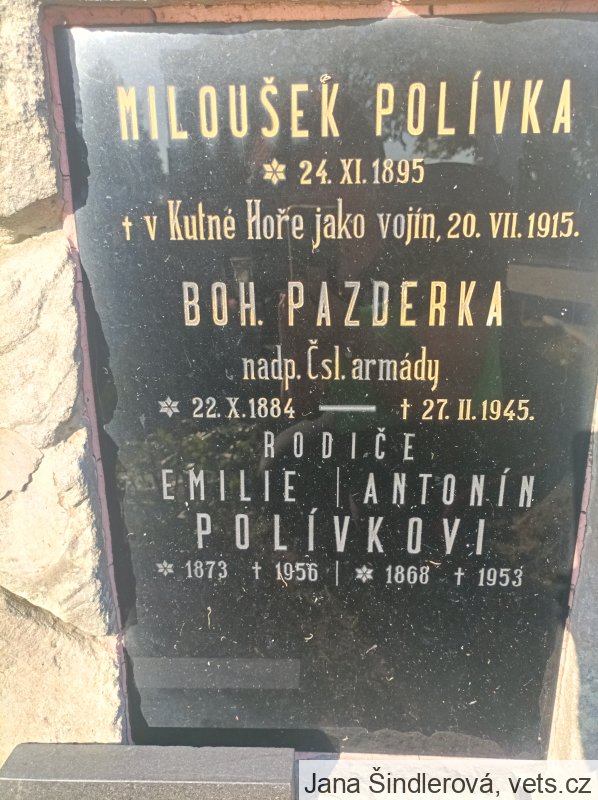 MILOUŠEK POLÍVKA
* 24. XI. 1895
† v Kutné Hoře jako vojín, 20. VII. 1915.
BOH. PAZDERKA
nadp. Čsl. armády
* 22. X. 1884 — † 27. II. 1945.
RODIČE
EMILIE | ANTONÍN
POLÍVKOVI
* 1873 † 1956 | * 1868 † 1953
Jana Šindlerová, vets.cz